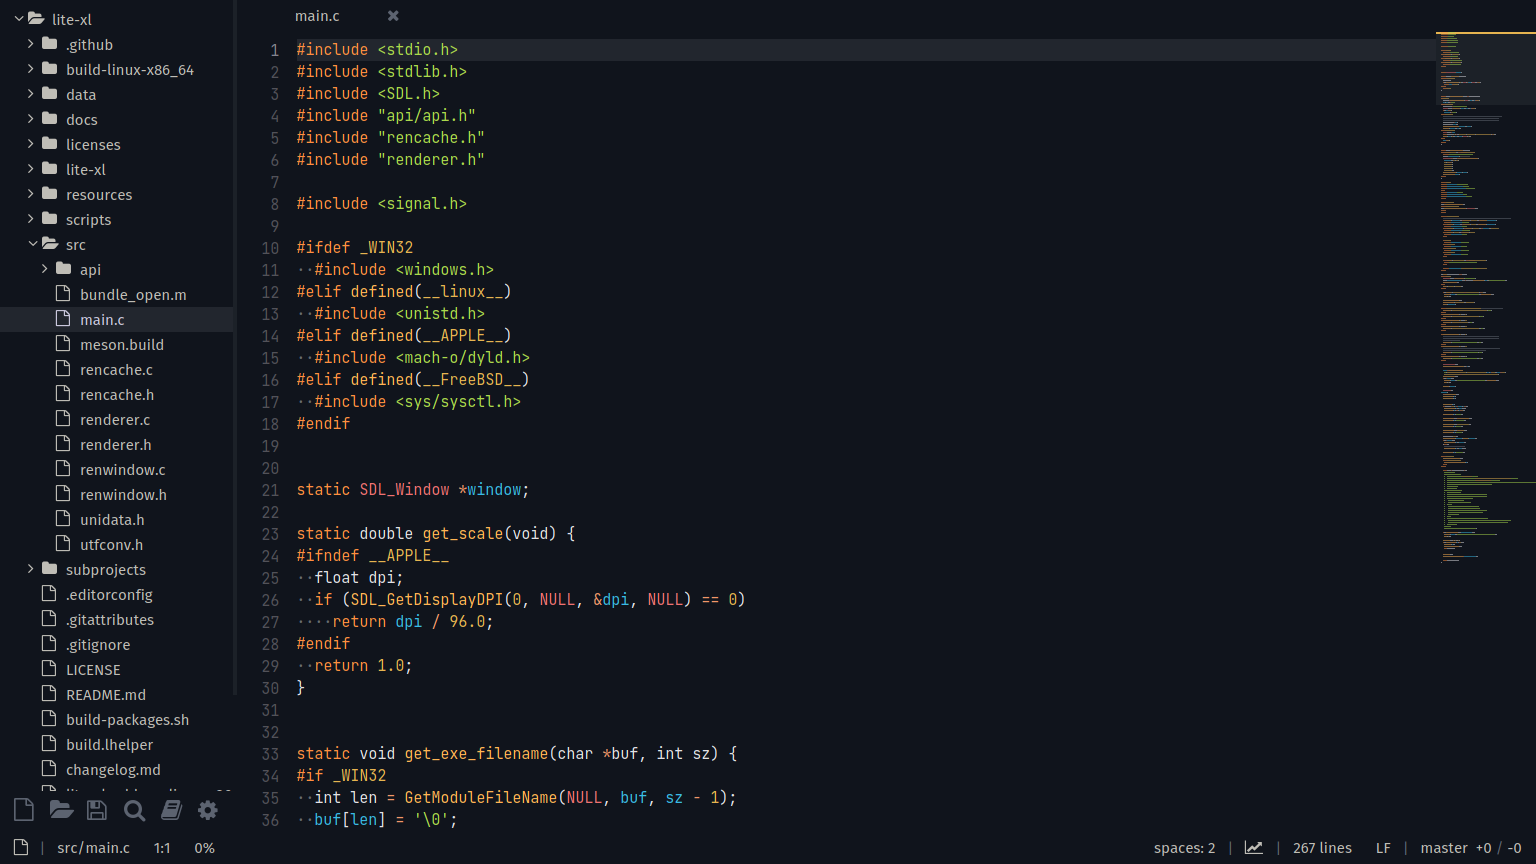 lite-xl
.github
build-linux-x86_64
data
docs
licenses
lite-xl
resources
scripts
src
api
bundle_open.m
main.c
meson.build
rencache.c
rencache.h
renderer.c
renderer.h
renwindow.c
renwindow.h
unidata.h
utfconv.h
subprojects
.editorconfig
.gitattributes
.gitignore
LICENSE
README.md
build-packages.sh
build.lhelper
changelog.md
main.c
1 #include <stdio.h>
2 #include <stdlib.h>
3 #include <SDL.h>
4 #include "api/api.h"
5 #include "rencache.h"
6 #include "renderer.h"
7
8 #include <signal.h>
9
10 #ifdef _WIN32
11 ··#include <windows.h>
12 #elif defined(__linux__)
13 ··#include <unistd.h>
14 #elif defined(__APPLE__)
15 ··#include <mach-o/dyld.h>
16 #elif defined(__FreeBSD__)
17 ··#include <sys/sysctl.h>
18 #endif
19
20
21 static SDL_Window *window;
22
23 static double get_scale(void) {
24 #ifndef __APPLE__
25 ··float dpi;
26 ··if (SDL_GetDisplayDPI(0, NULL, &dpi, NULL) == 0)
27 ····return dpi / 96.0;
28 #endif
29 ··return 1.0;
30 }
31
32
33 static void get_exe_filename(char *buf, int sz) {
34 #if _WIN32
35 ··int len = GetModuleFileName(NULL, buf, sz - 1);
36 ··buf[len] = '\0';
src/main.c 1:1 0% spaces: 2 | 267 lines LF | master +0 / -0